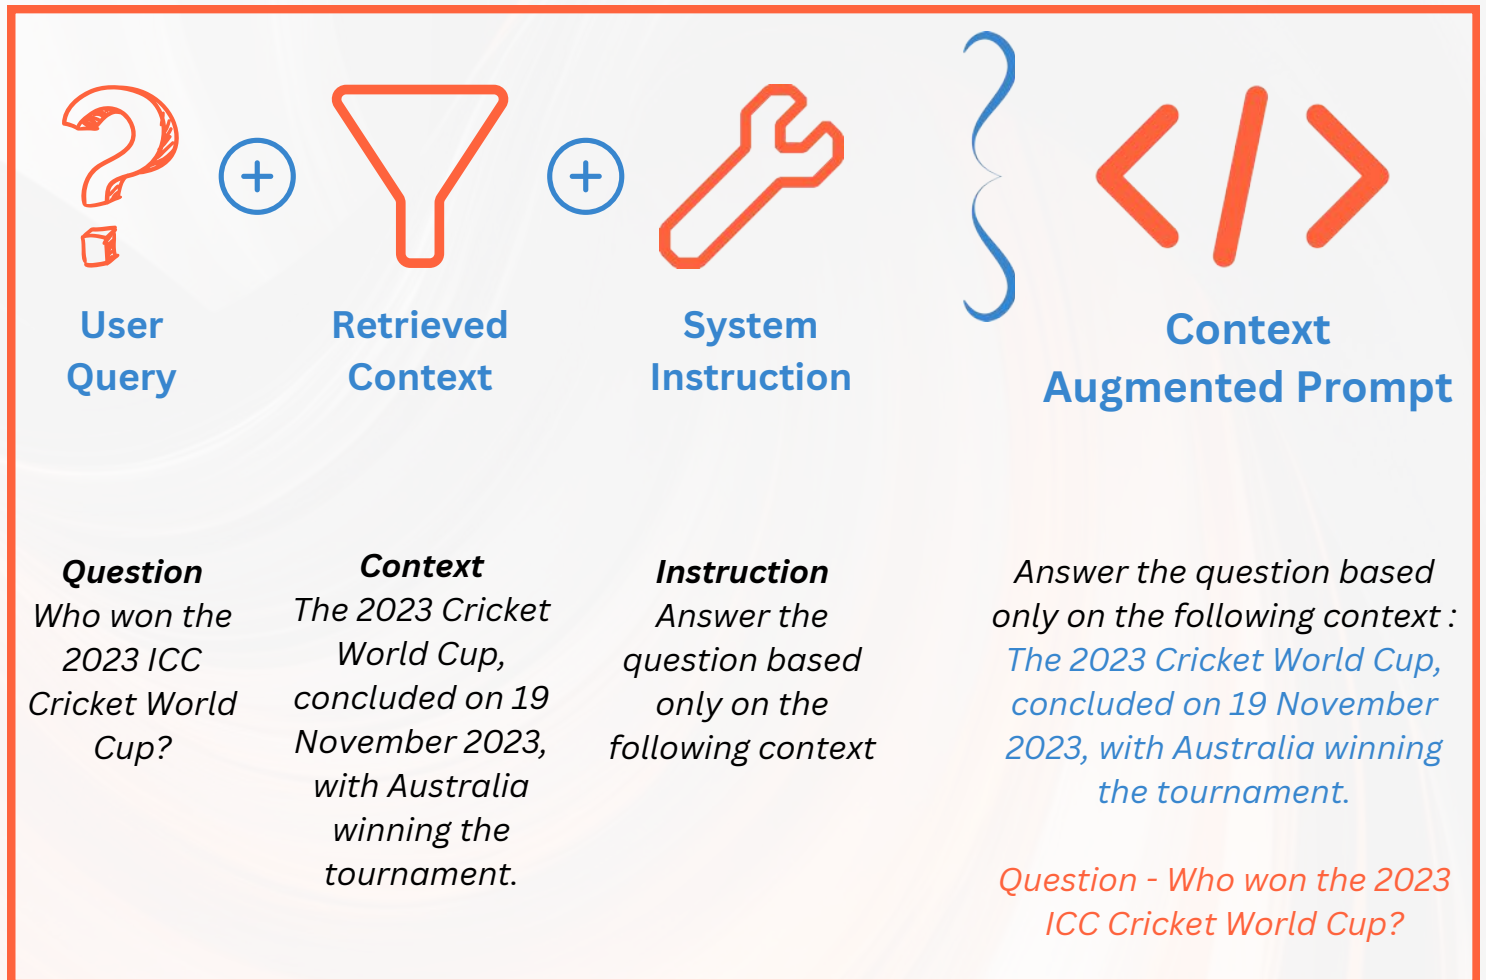 User
Query
Retrieved
Context
System
Instruction
Context
Augmented Prompt
Question
Who won the
2023 ICC
Cricket World
Cup?
Context
The 2023 Cricket
World Cup,
concluded on 19
November 2023,
with Australia
winning the
tournament.
Instruction
Answer the
question based
only on the
following context
Answer the question based
only on the following context :
The 2023 Cricket World Cup,
concluded on 19 November
2023, with Australia winning
the tournament.
Question - Who won the 2023
ICC Cricket World Cup?